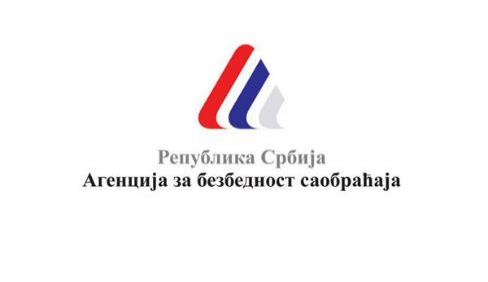 Република Србија
Агенција за безбедност саобраћаја